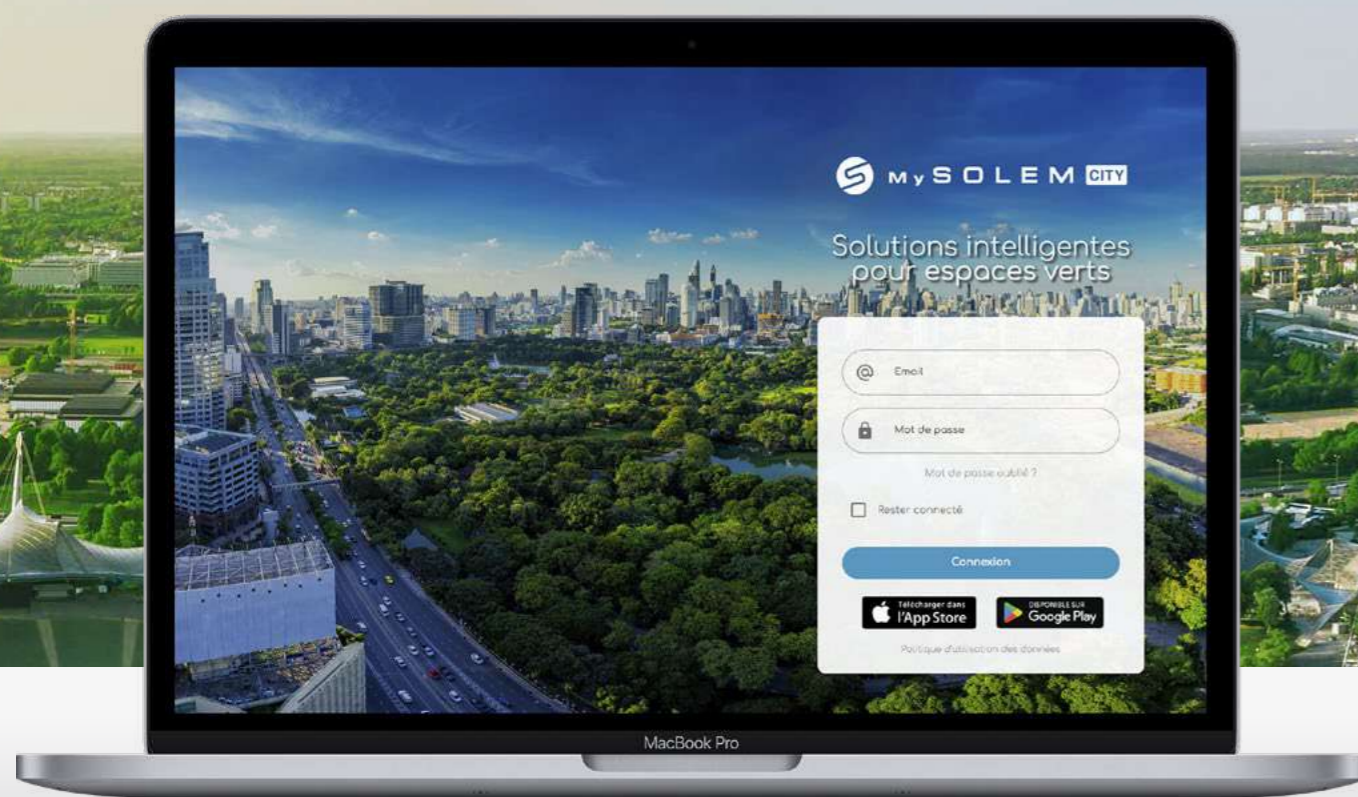 MySOLEM CITY
Solutions intelligentes
pour espaces verts
Email
Mot de passe
Mot de passe oublié ?
Rester connecté
Connexion
Télécharger dans
l'App Store
DISPONIBLE SUR
Google Play
Politique d'utilisation des données
MacBook Pro